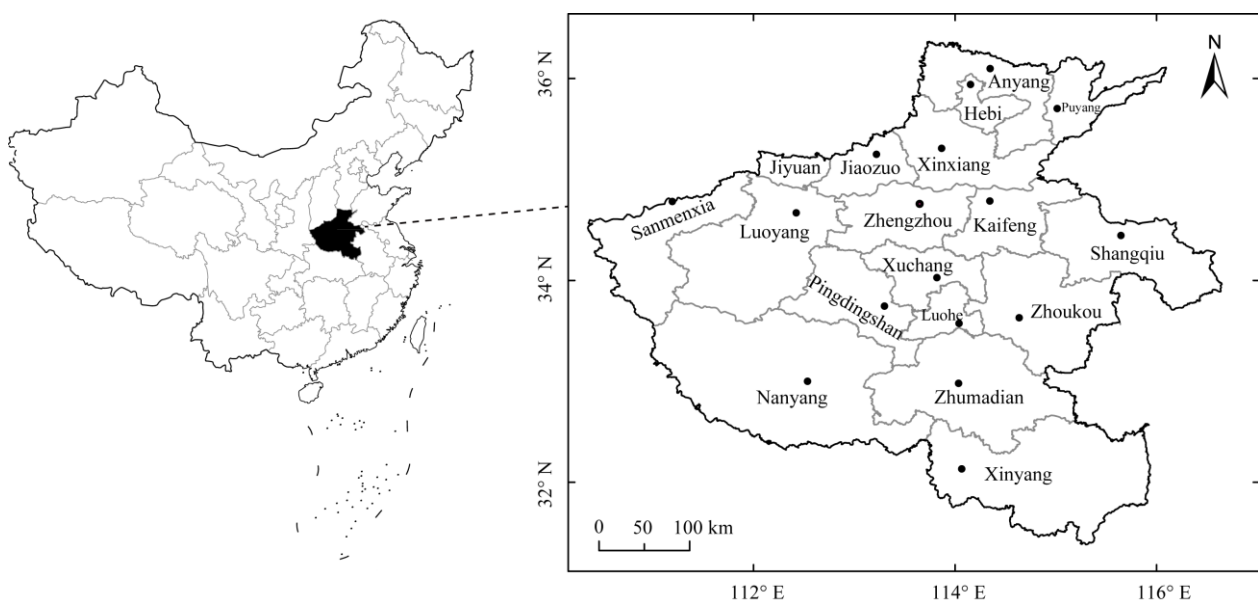 N
36° N
34° N
32° N
Anyang
Hebi
Puyang
Jiyuan
Jiaozuo
Xinxiang
Sanmenxia
Luoyang
Zhengzhou
Kaifeng
Shangqiu
Xuchang
Pingdingshan
Luohe
Zhoukou
Nanyang
Zhumadian
Xinyang
0 50 100 km
112° E 114° E 116° E